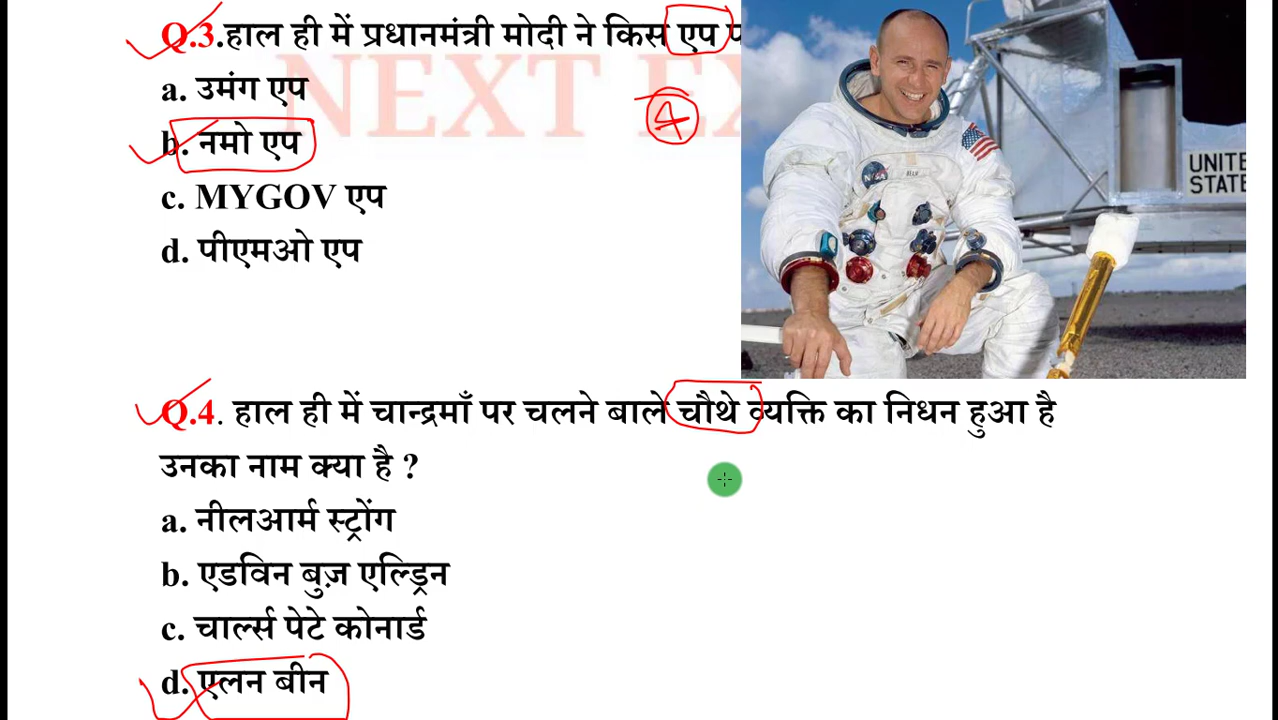 Q.3.हाल ही में प्रधानमंत्री मोदी ने किस एप
NEXT
a. उमंग एप
4
b. नमो एप
c. MYGOV एप
UNITE
STATE
d. पीएमओ एप
Q.4. हाल ही में चान्द्रमाँ पर चलने बाले चौथे व्यक्ति का निधन हुआ है
उनका नाम क्या है ?
a. नीलआर्म स्ट्रोंग
b. एडविन बुज़ एल्ड्रिन
c. चार्ल्स पेटे कोनार्ड
d. एलन बीन